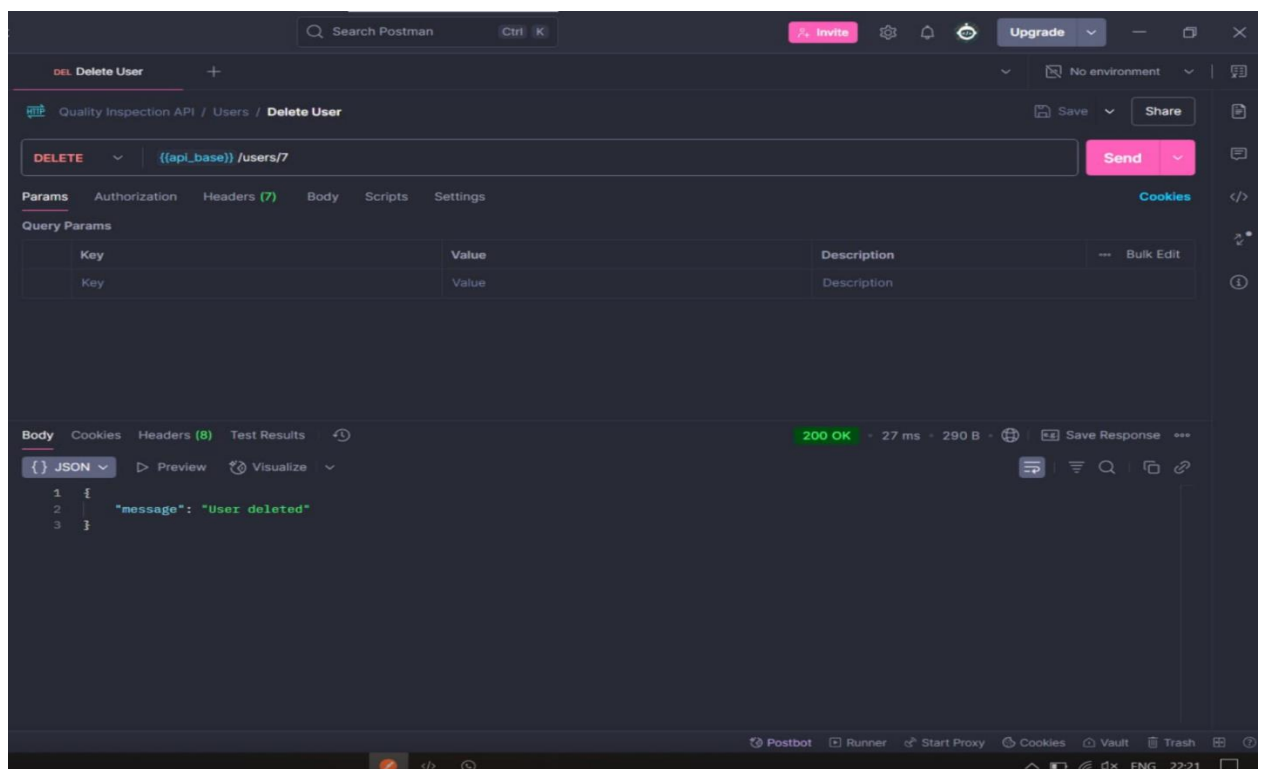 Search Postman Ctrl K Invite Upgrade
DEL Delete User + No environment
HTTP Quality Inspection API / Users / Delete User Save Share
DELETE {{api_base}} /users/7 Send
Params Authorization Headers (7) Body Scripts Settings Cookies
Query Params
Key Value Description Bulk Edit
Key Value Description
Body Cookies Headers (8) Test Results 200 OK 27 ms 290 B Save Response
{} JSON Preview Visualize
1 {
2 "message": "User deleted"
3 }
Postbot Runner Start Proxy Cookies Vault Trash
ENG 22:21